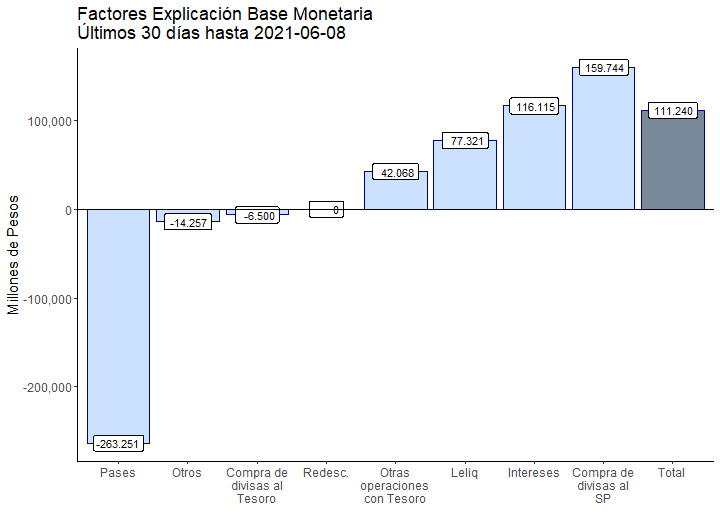 Factores Explicación Base Monetaria
Últimos 30 días hasta 2021-06-08
Millones de Pesos
100,000
0
-100,000
-200,000
-263.251
-14.257
-6.500
0
42.068
77.321
116.115
159.744
111.240
Pases
Otros
Compra de
divisas al
Tesoro
Redesc.
Otras
operaciones
con Tesoro
Leliq
Intereses
Compra de
divisas al
SP
Total